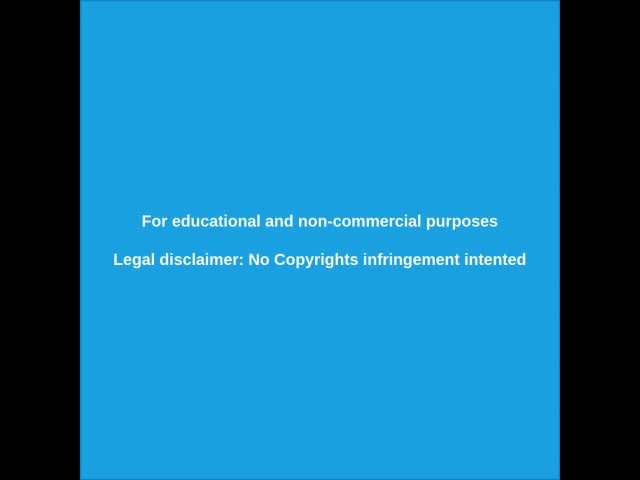 For educational and non-commercial purposes
Legal disclaimer: No Copyrights infringement intented